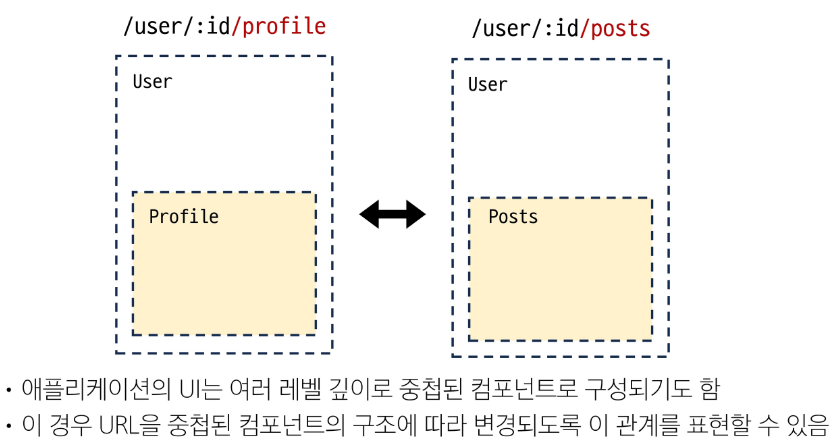 /user/:id/profile
/user/:id/posts
User
User
Profile
Posts
• 애플리케이션의 UI는 여러 레벨 깊이로 중첩된 컴포넌트로 구성되기도 함
• 이 경우 URL을 중첩된 컴포넌트의 구조에 따라 변경되도록 이 관계를 표현할 수 있음